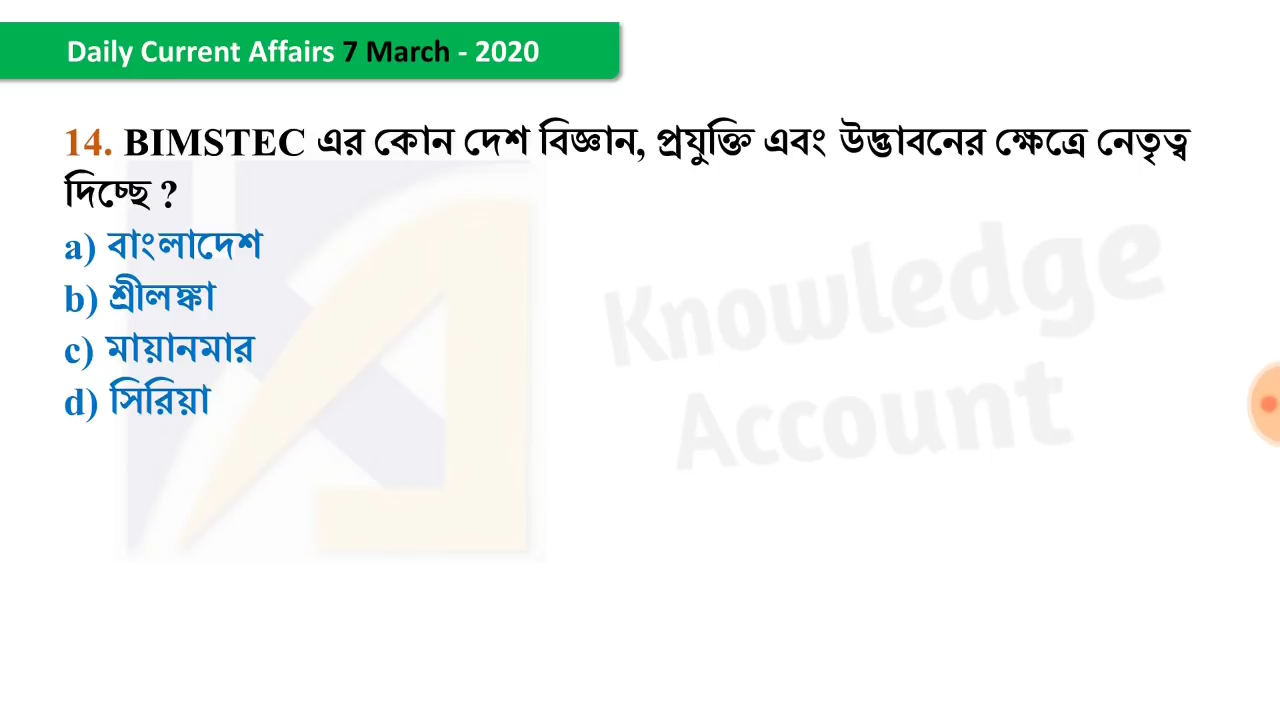 Daily Current Affairs 7 March - 2020
14. BIMSTEC এর কোন দেশ বিজ্ঞান, প্রযুক্তি এবং উদ্ভাবনের ক্ষেত্রে নেতৃত্ব
দিচ্ছে ?
a) বাংলাদেশ
b) শ্রীলঙ্কা
c) মায়ানমার
d) সিরিয়া
Knowledge
Account